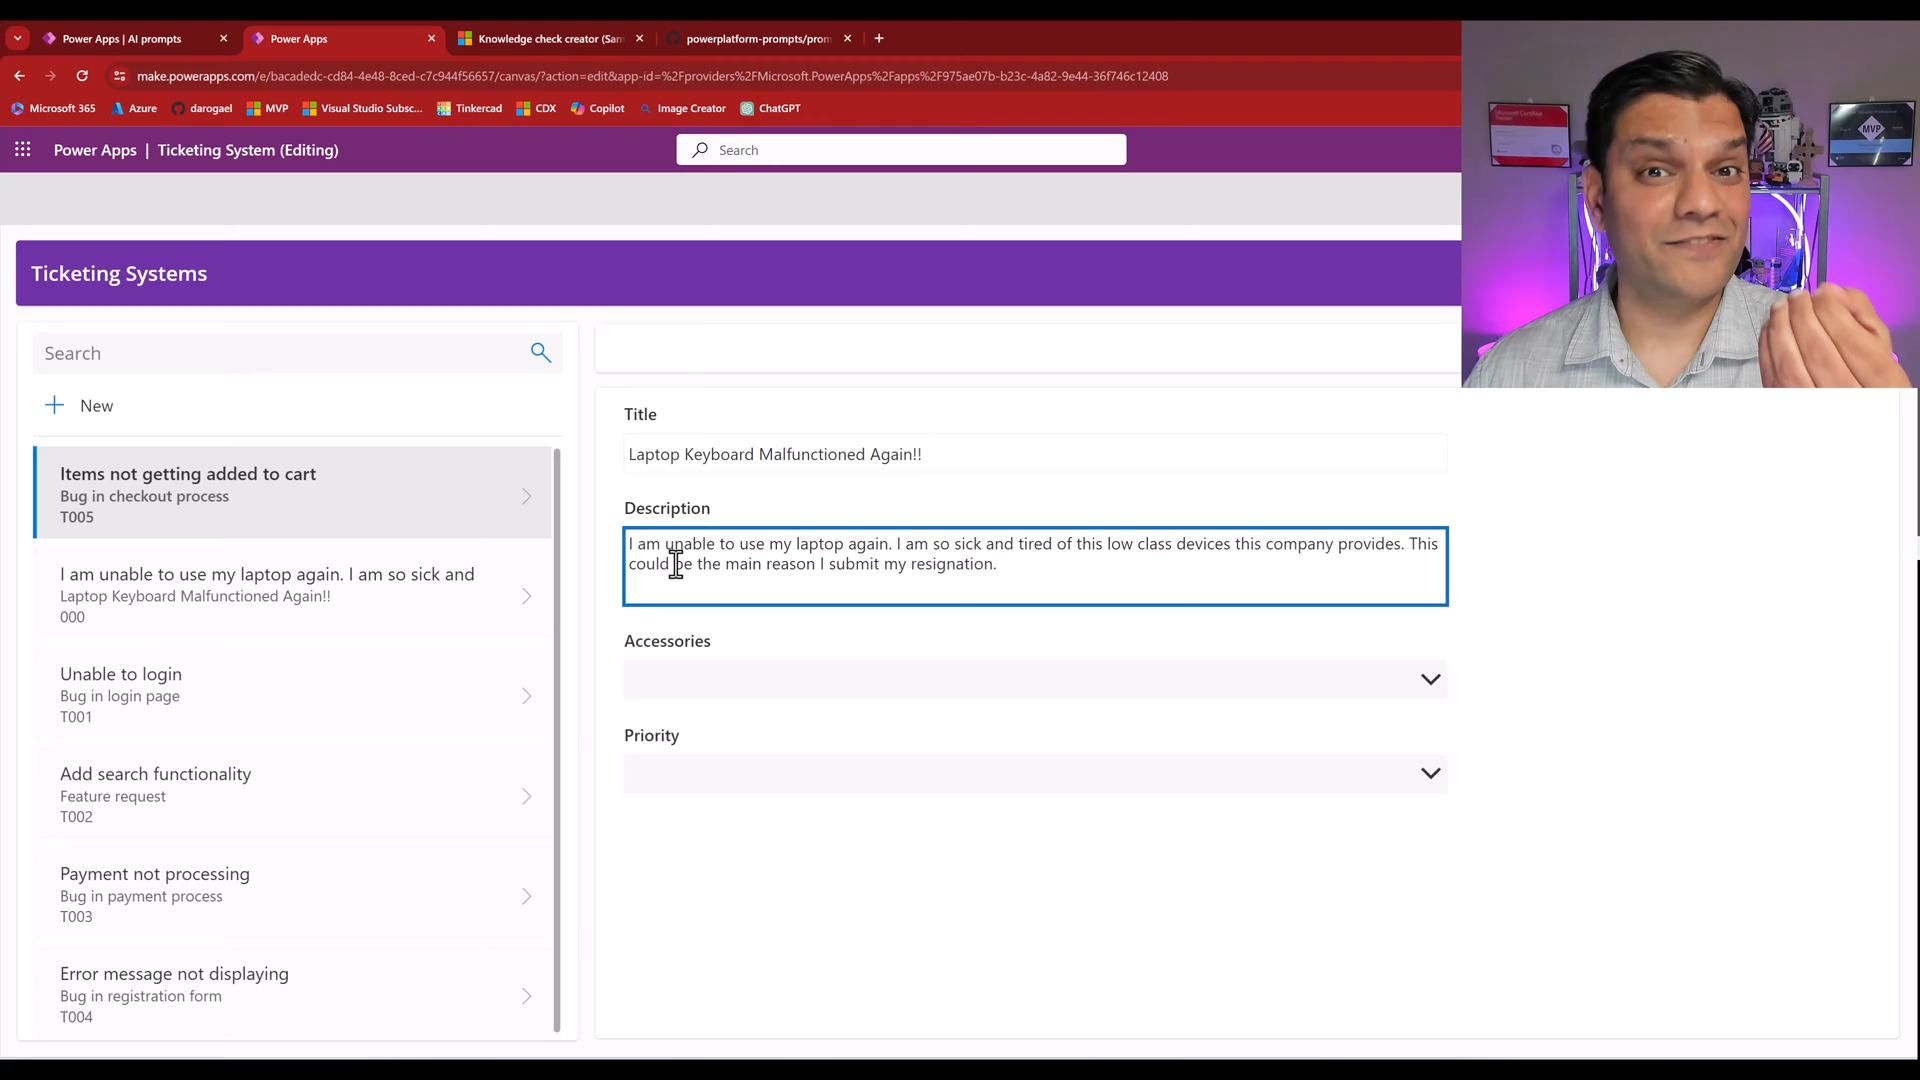 Power Apps | AI prompts
Power Apps
Knowledge check creator (Sam
powerplatform-prompts/prom
make.powerapps.com/e/bacadedc-cd84-4e48-8ced-c7c944f56657/canvas/?action=edit&app-id=%2Fproviders%2FMicrosoft.PowerApps%2Fapps%2F975ae07b-b23c-4a82-9e44-36f746c12408
Microsoft 365
Azure
darogael
MVP
Visual Studio Subsc...
Tinkercad
CDX
Copilot
Image Creator
ChatGPT
Power Apps | Ticketing System (Editing)
Search
MVP
Ticketing Systems
Search
New
Items not getting added to cart
Bug in checkout process
T005
I am unable to use my laptop again. I am so sick and
Laptop Keyboard Malfunctioned Again!!
000
Unable to login
Bug in login page
T001
Add search functionality
Feature request
T002
Payment not processing
Bug in payment process
T003
Error message not displaying
Bug in registration form
T004
Title
Laptop Keyboard Malfunctioned Again!!
Description
I am unable to use my laptop again. I am so sick and tired of this low class devices this company provides. This
could be the main reason I submit my resignation.
Accessories
Priority